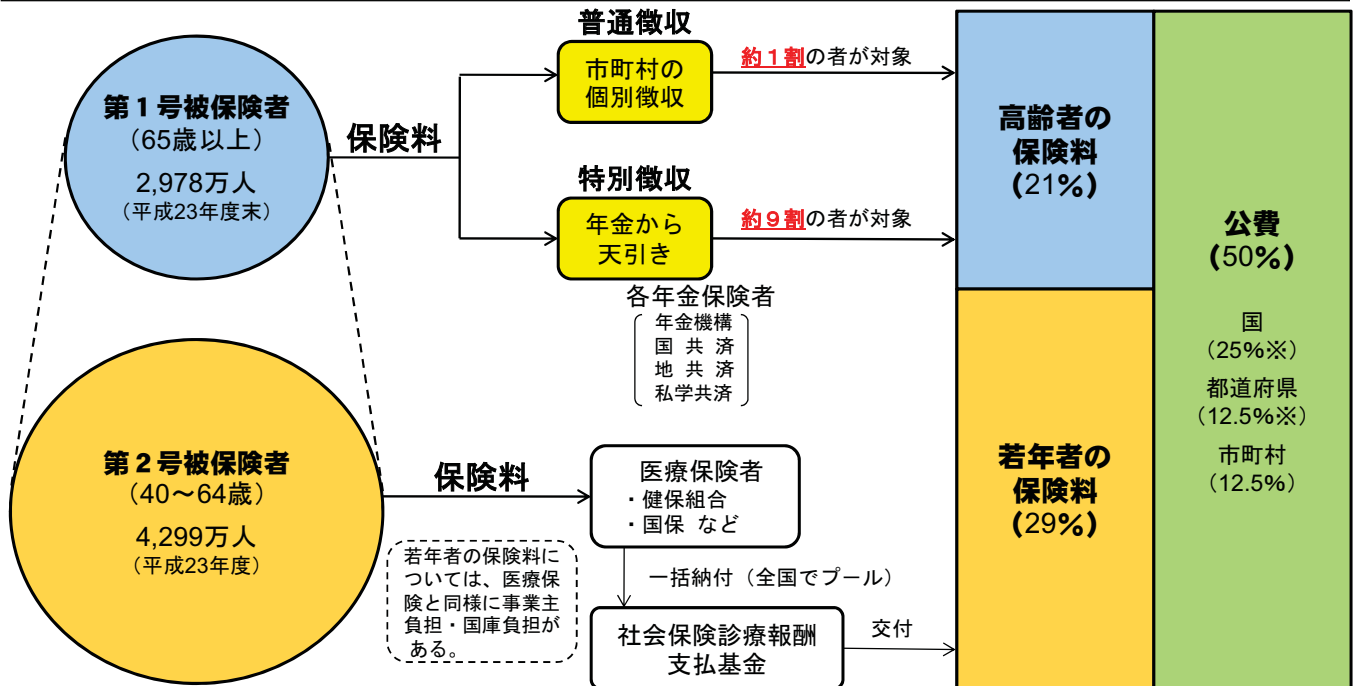 第１号被保険者
（65歳以上）
2,978万人
（平成23年度末）
保険料
普通徴収
市町村の
個別徴収
約１割の者が対象
特別徴収
年金から
天引き
約９割の者が対象
各年金保険者
年金機構
国 共 済
地 共 済
私学共済
第２号被保険者
（40～64歳）
4,299万人
（平成23年度）
保険料
医療保険者
・健保組合
・国保 など
若年者の保険料に
ついては、医療保
険と同様に事業主
負担・国庫負担が
ある。
一括納付（全国でプール）
社会保険診療報酬
支払基金
交付
高齢者の
保険料
(21%)
若年者の
保険料
(29%)
公費
(50%)
国
（25%※）
都道府県
（12.5%※）
市町村
（12.5%）